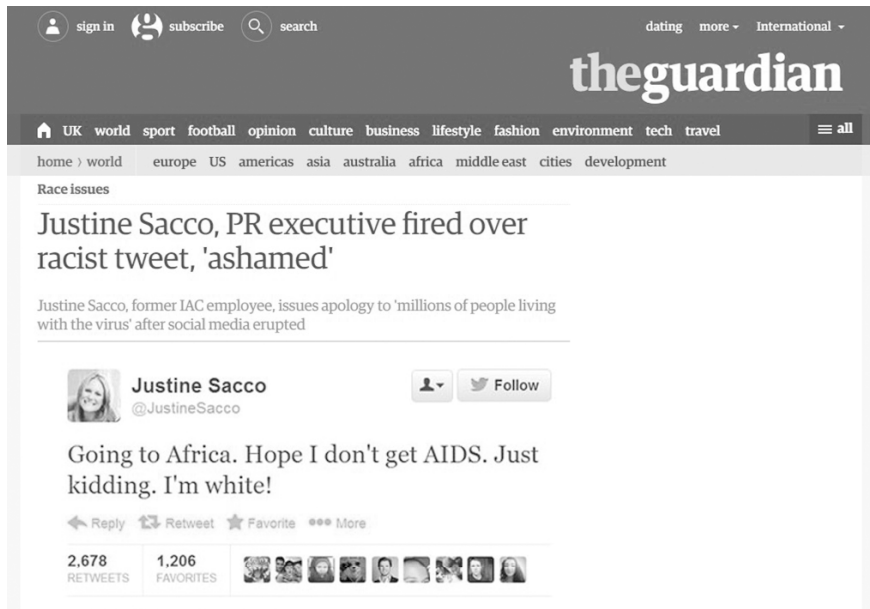 sign in subscribe search dating more International
theguardian
UK world sport football opinion culture business lifestyle fashion environment tech travel all
home › world europe US americas asia australia africa middle east cities development
Race issues
Justine Sacco, PR executive fired over
racist tweet, 'ashamed'
Justine Sacco, former IAC employee, issues apology to 'millions of people living
with the virus' after social media erupted
Justine Sacco
@JustineSacco
Follow
Going to Africa. Hope I don't get AIDS. Just
kidding. I'm white!
Reply Retweet Favorite More
2,678 1,206
RETWEETS FAVORITES